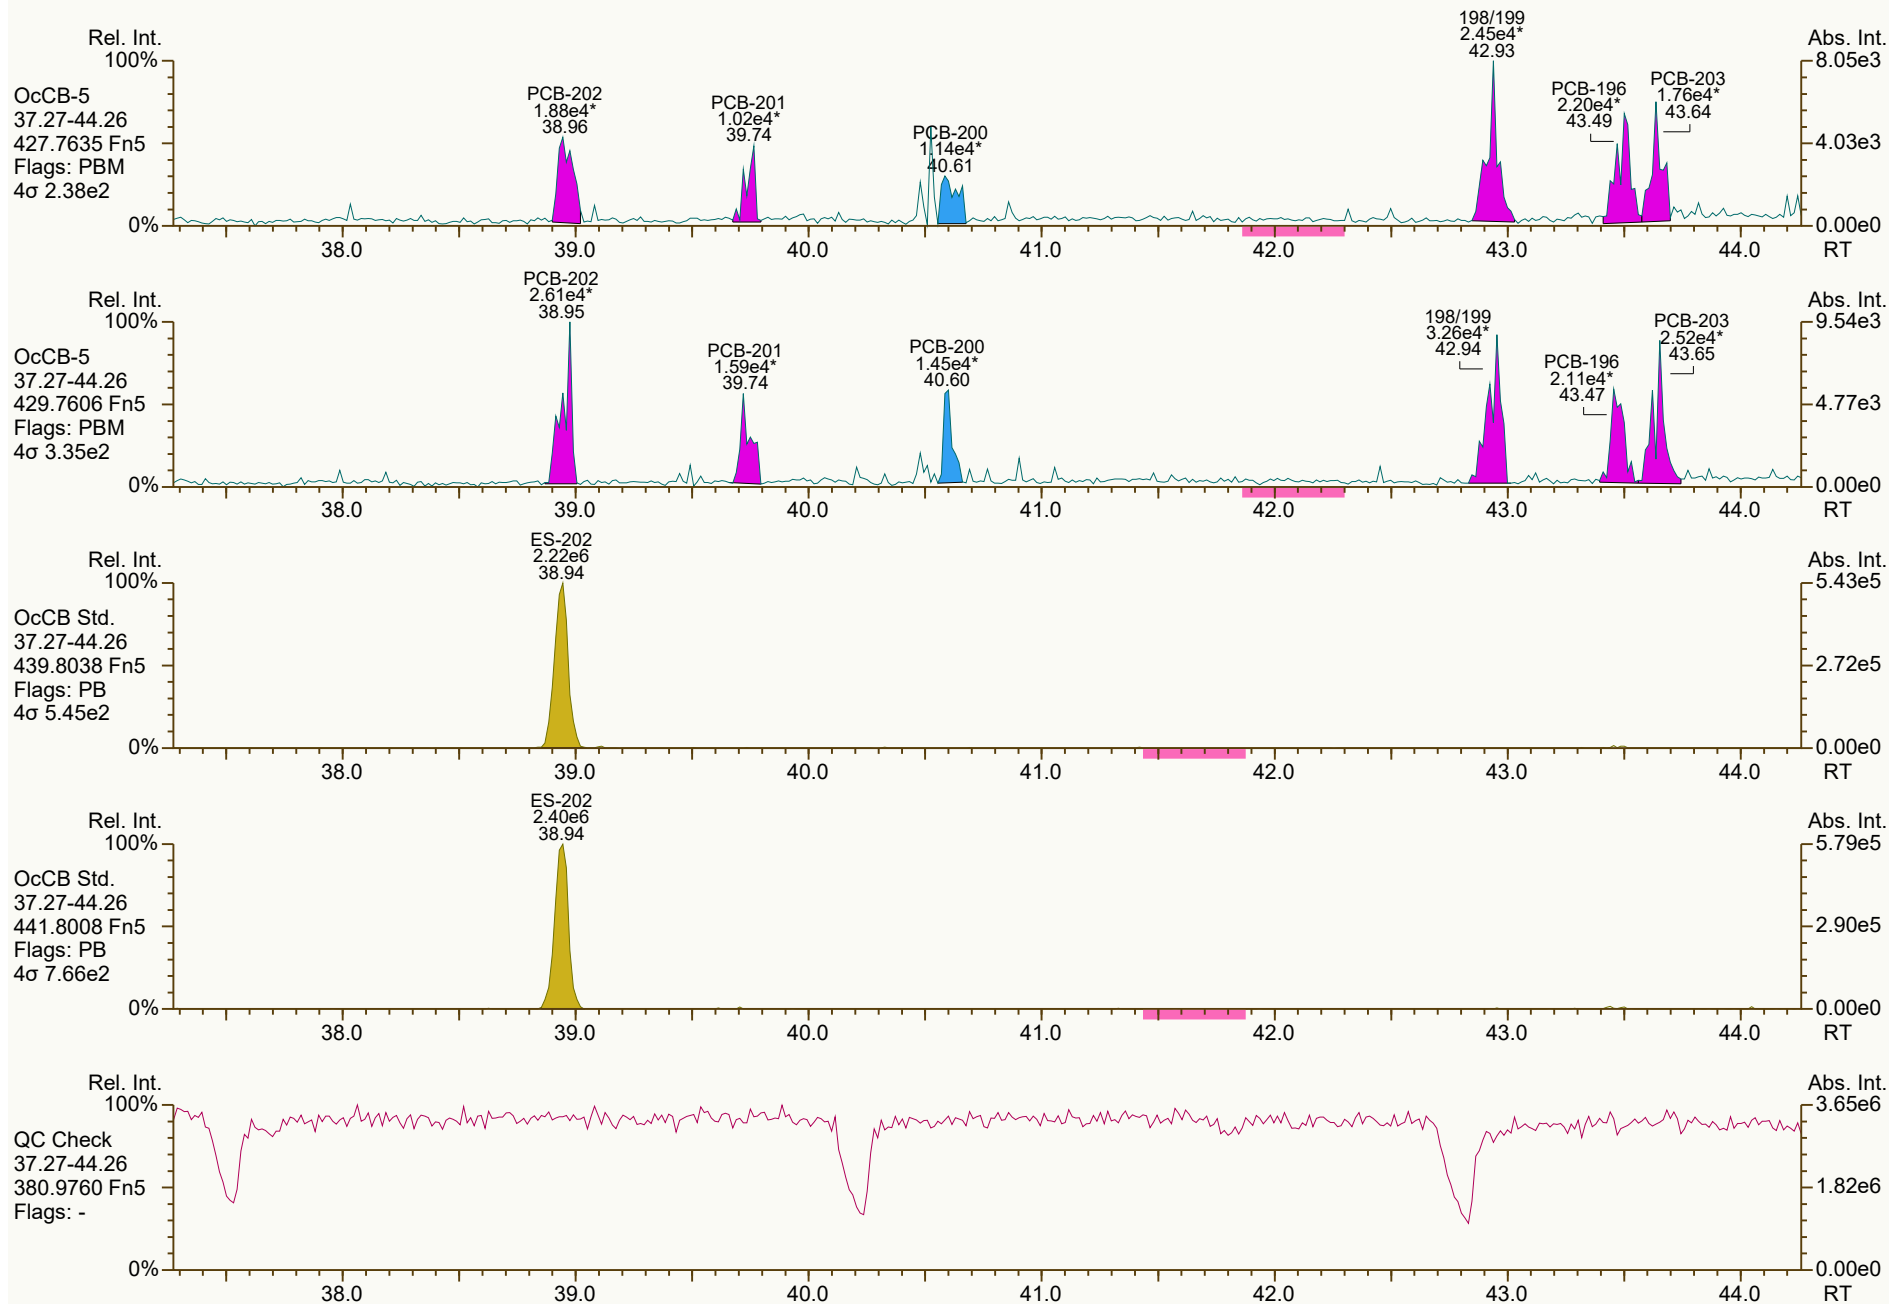 Rel. Int.
100%
0%
OcCB-5
37.27-44.26
427.7635 Fn5
Flags: PBM
4σ 2.38e2
PCB-202
1.88e4*
38.96
PCB-201
1.02e4*
39.74
PCB-200
1.14e4*
40.61
198/199
2.45e4*
42.93
PCB-196
2.20e4*
43.49
PCB-203
1.76e4*
43.64
Abs. Int.
8.05e3
4.03e3
0.00e0
38.0 39.0 40.0 41.0 42.0 43.0 44.0 RT
Rel. Int.
100%
0%
OcCB-5
37.27-44.26
429.7606 Fn5
Flags: PBM
4σ 3.35e2
PCB-202
2.61e4*
38.95
PCB-201
1.59e4*
39.74
PCB-200
1.45e4*
40.60
198/199
3.26e4*
42.94
PCB-196
2.11e4*
43.47
PCB-203
2.52e4*
43.65
Abs. Int.
9.54e3
4.77e3
0.00e0
38.0 39.0 40.0 41.0 42.0 43.0 44.0 RT
Rel. Int.
100%
0%
OcCB Std.
37.27-44.26
439.8038 Fn5
Flags: PB
4σ 5.45e2
ES-202
2.22e6
38.94
Abs. Int.
5.43e5
2.72e5
0.00e0
38.0 39.0 40.0 41.0 42.0 43.0 44.0 RT
Rel. Int.
100%
0%
OcCB Std.
37.27-44.26
441.8008 Fn5
Flags: PB
4σ 7.66e2
ES-202
2.40e6
38.94
Abs. Int.
5.79e5
2.90e5
0.00e0
38.0 39.0 40.0 41.0 42.0 43.0 44.0 RT
Rel. Int.
100%
0%
QC Check
37.27-44.26
380.9760 Fn5
Flags: -
Abs. Int.
3.65e6
1.82e6
0.00e0
38.0 39.0 40.0 41.0 42.0 43.0 44.0 RT